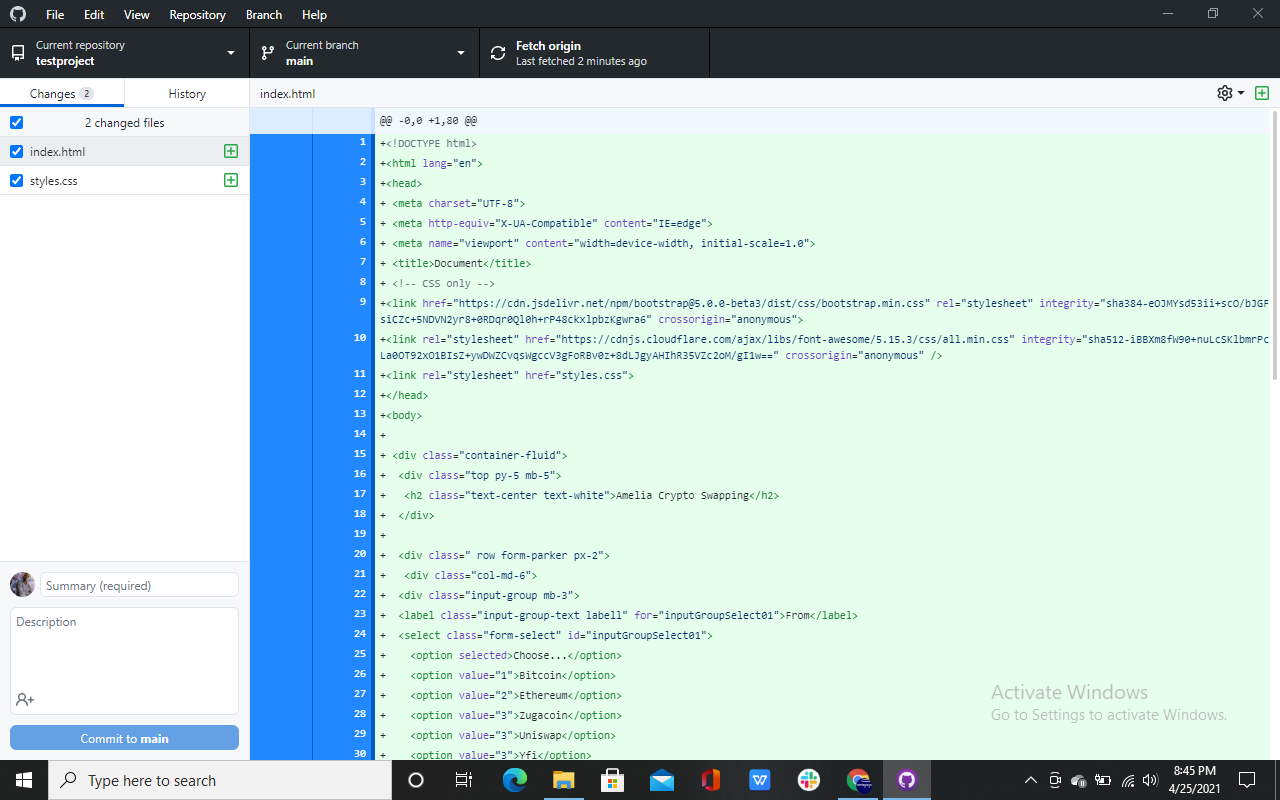 File Edit View Repository Branch Help
Current repository
testproject
Current branch
main
Fetch origin
Last fetched 2 minutes ago
Changes 2
History
index.html
2 changed files
index.html
styles.css
@@ -0,0 +1,80 @@
1 +<!DOCTYPE html>
2 +<html lang="en">
3 +<head>
4 + <meta charset="UTF-8">
5 + <meta http-equiv="X-UA-Compatible" content="IE=edge">
6 + <meta name="viewport" content="width=device-width, initial-scale=1.0">
7 + <title>Document</title>
8 + <!-- CSS only -->
9 +<link href="https://cdn.jsdelivr.net/npm/bootstrap@5.0.0-beta3/dist/css/bootstrap.min.css" rel="stylesheet" integrity="sha384-eOJMYsd53ii+scO/bJGF
siCZc+5NDVN2yr8+0RDqr0Ql0h+rP48ckxlpbzKgwra6" crossorigin="anonymous">
10 +<link rel="stylesheet" href="https://cdnjs.cloudflare.com/ajax/libs/font-awesome/5.15.3/css/all.min.css" integrity="sha512-iBBXm8fW90+nuLcSKlbmrPc
La0OT92xO1BIsZ+ywDWZCvqsWgccV3gFoRBv0z+8dLJgyAHIhR35VZc2oM/gI1w==" crossorigin="anonymous" />
11 +<link rel="stylesheet" href="styles.css">
12 +</head>
13 +<body>
14 +
15 + <div class="container-fluid">
16 + <div class="top py-5 mb-5">
17 + <h2 class="text-center text-white">Amelia Crypto Swapping</h2>
18 + </div>
19 +
20 + <div class=" row form-parker px-2">
21 + <div class="col-md-6">
22 + <div class="input-group mb-3">
23 + <label class="input-group-text labell" for="inputGroupSelect01">From</label>
24 + <select class="form-select" id="inputGroupSelect01">
25 + <option selected>Choose...</option>
26 + <option value="1">Bitcoin</option>
27 + <option value="2">Ethereum</option>
28 + <option value="3">Zugacoin</option>
29 + <option value="3">Uniswap</option>
30 + <option value="3">Yfi</option>
Summary (required)
Description
Commit to main
Activate Windows
Go to Settings to activate Windows.
Type here to search
8:45 PM
4/25/2021